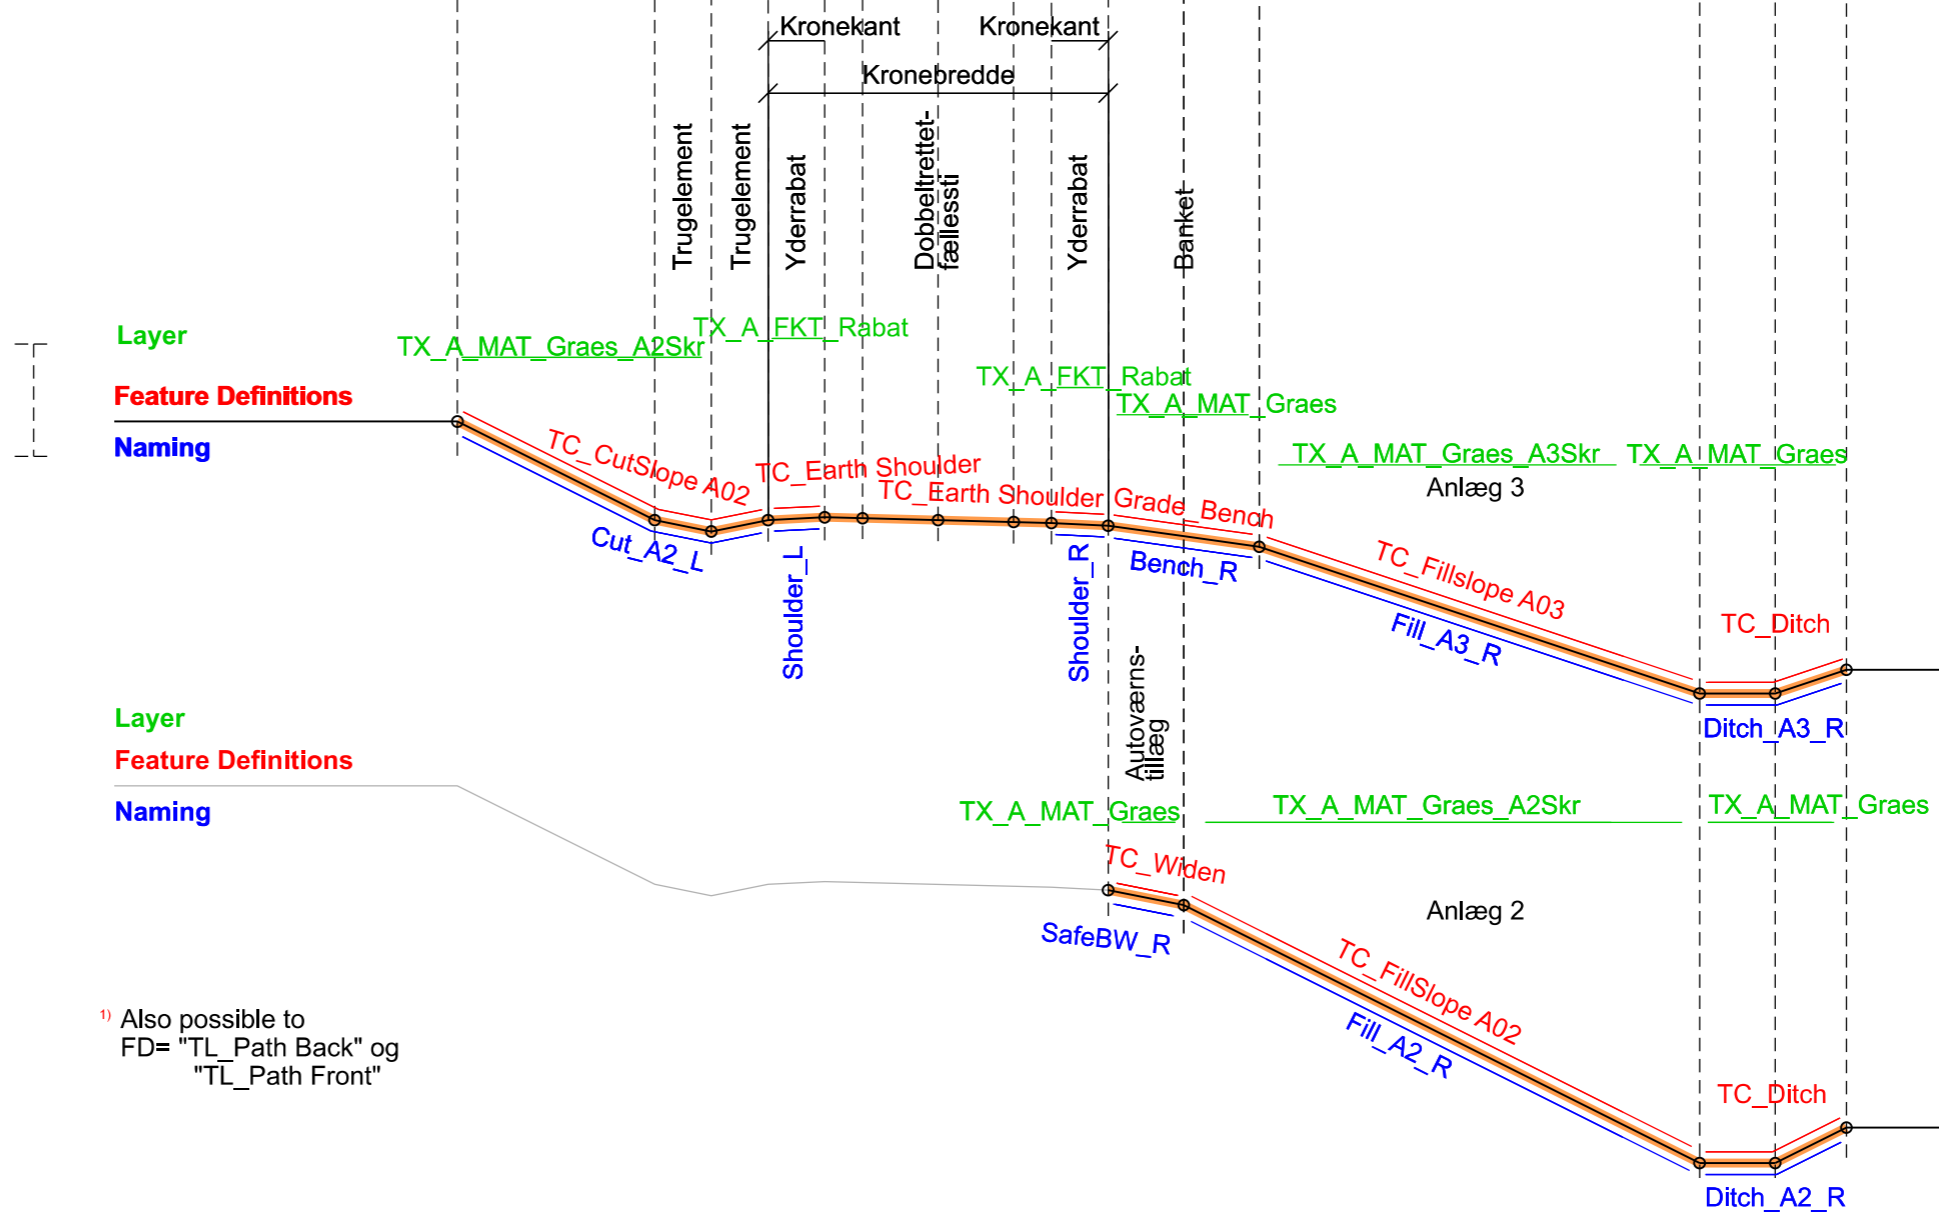 Kronekant
Kronekant
Kronebredde
Trugelement
Trugelement
Yderrabat
Dobbeltrettet-
fællessti
Yderrabat
Banket
Layer
TX_A_MAT_Graes_A2Skr
TX_A_FKT_Rabat
TX_A_FKT_Rabat
TX_A_MAT_Graes
TX_A_MAT_Graes_A3Skr
TX_A_MAT_Graes
Anlæg 3
Feature Definitions
Naming
TC_CutSlope A02
TC_Earth Shoulder
TC_Earth Shoulder
Grade_Bench
TC_Fillslope A03
TC_Ditch
Cut_A2_L
Shoulder_L
Shoulder_R
Bench_R
Fill_A3_R
Ditch_A3_R
Autoværns-
tillæg
Layer
Feature Definitions
Naming
TX_A_MAT_Graes
TX_A_MAT_Graes_A2Skr
TX_A_MAT_Graes
TC_Widen
Anlæg 2
SafeBW_R
TC_FillSlope A02
Fill_A2_R
TC_Ditch
Ditch_A2_R
1) Also possible to
FD= "TL_Path Back" og
"TL_Path Front"